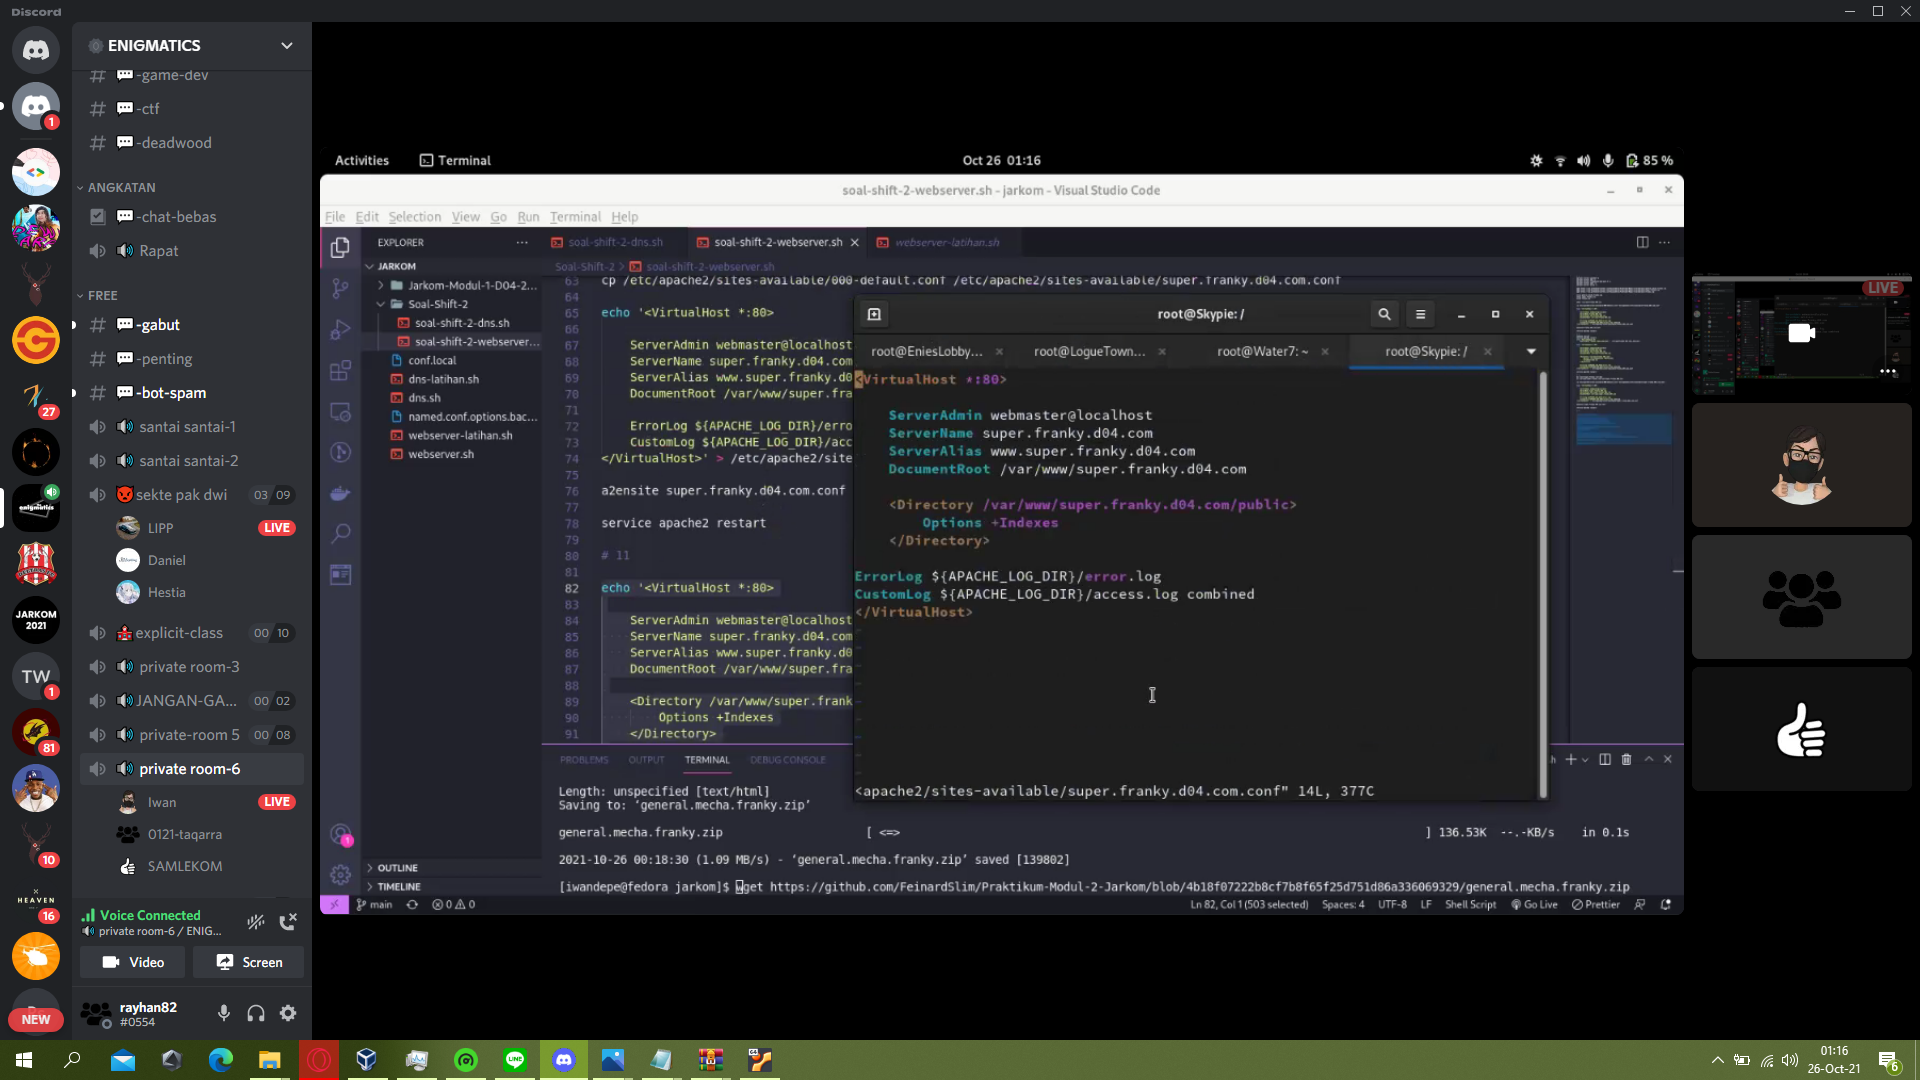 Discord
ENIGMATICS
-game-dev
-ctf
-deadwood
ANGKATAN
-chat-bebas
Rapat
FREE
-gabut
-penting
-bot-spam
santai santai-1
santai santai-2
sekte pak dwi 03 09
LIPP LIVE
Daniel
Hestia
explicit-class 00 10
private room-3
JANGAN-GA... 00 02
private-room 5 00 08
private room-6
Iwan LIVE
0121-taqarra
SAMLEKOM
Voice Connected
private room-6 / ENIG...
Video Screen
rayhan82
#0554
1
27
enigmatics
JARKOM
2021
TW
1
81
10
HEAVEN
16
NEW
Activities Terminal Oct 26 01:16 85 %
soal-shift-2-webserver.sh - jarkom - Visual Studio Code
File Edit Selection View Go Run Terminal Help
EXPLORER ... soal-shift-2-dns.sh soal-shift-2-webserver.sh webserver-latihan.sh
JARKOM
Jarkom-Modul-1-D04-2...
Soal-Shift-2
soal-shift-2-dns.sh
soal-shift-2-webserver...
conf.local
dns-latihan.sh
dns.sh
named.conf.options.bac...
webserver-latihan.sh
webserver.sh
OUTLINE
TIMELINE
Soal-Shift-2 > soal-shift-2-webserver.sh
63 cp /etc/apache2/sites-available/000-default.conf /etc/apache2/sites-available/super.franky.d04.com.conf
64
65 echo '<VirtualHost *:80>
66
67 ServerAdmin webmaster@localhost
68 ServerName super.franky.d04.com
69 ServerAlias www.super.franky.d0
70 DocumentRoot /var/www/super.fra
71
72 ErrorLog ${APACHE_LOG_DIR}/erro
73 CustomLog ${APACHE_LOG_DIR}/acc
74 </VirtualHost>' > /etc/apache2/site
75
76 a2ensite super.franky.d04.com.conf
77
78 service apache2 restart
79
80 # 11
81
82 echo '<VirtualHost *:80>
83
84 ServerAdmin webmaster@localhost
85 ServerName super.franky.d04.com
86 ServerAlias www.super.franky.d0
87 DocumentRoot /var/www/super.fra
88
89 <Directory /var/www/super.frank
90 Options +Indexes
91 </Directory>
root@Skypie: /
root@EniesLobby... root@LogueTown... root@Water7: ~ root@Skypie: /
<VirtualHost *:80>
ServerAdmin webmaster@localhost
ServerName super.franky.d04.com
ServerAlias www.super.franky.d04.com
DocumentRoot /var/www/super.franky.d04.com
<Directory /var/www/super.franky.d04.com/public>
Options +Indexes
</Directory>
ErrorLog ${APACHE_LOG_DIR}/error.log
CustomLog ${APACHE_LOG_DIR}/access.log combined
</VirtualHost>
<apache2/sites-available/super.franky.d04.com.conf" 14L, 377C
PROBLEMS OUTPUT TERMINAL DEBUG CONSOLE
Length: unspecified [text/html]
Saving to: ‘general.mecha.franky.zip’
general.mecha.franky.zip [ <=> ] 136.53K --.-KB/s in 0.1s
2021-10-26 00:18:30 (1.09 MB/s) - ‘general.mecha.franky.zip’ saved [139802]
[iwandepe@fedora jarkom]$ wget https://github.com/FeinardSlim/Praktikum-Modul-2-Jarkom/blob/4b18f07222b8cf7b8f65f25d751d86a336069329/general.mecha.franky.zip
main 0 0 Ln 82, Col 1 (503 selected) Spaces: 4 UTF-8 LF Shell Script Go Live Prettier
LIVE
01:16
26-Oct-21
6